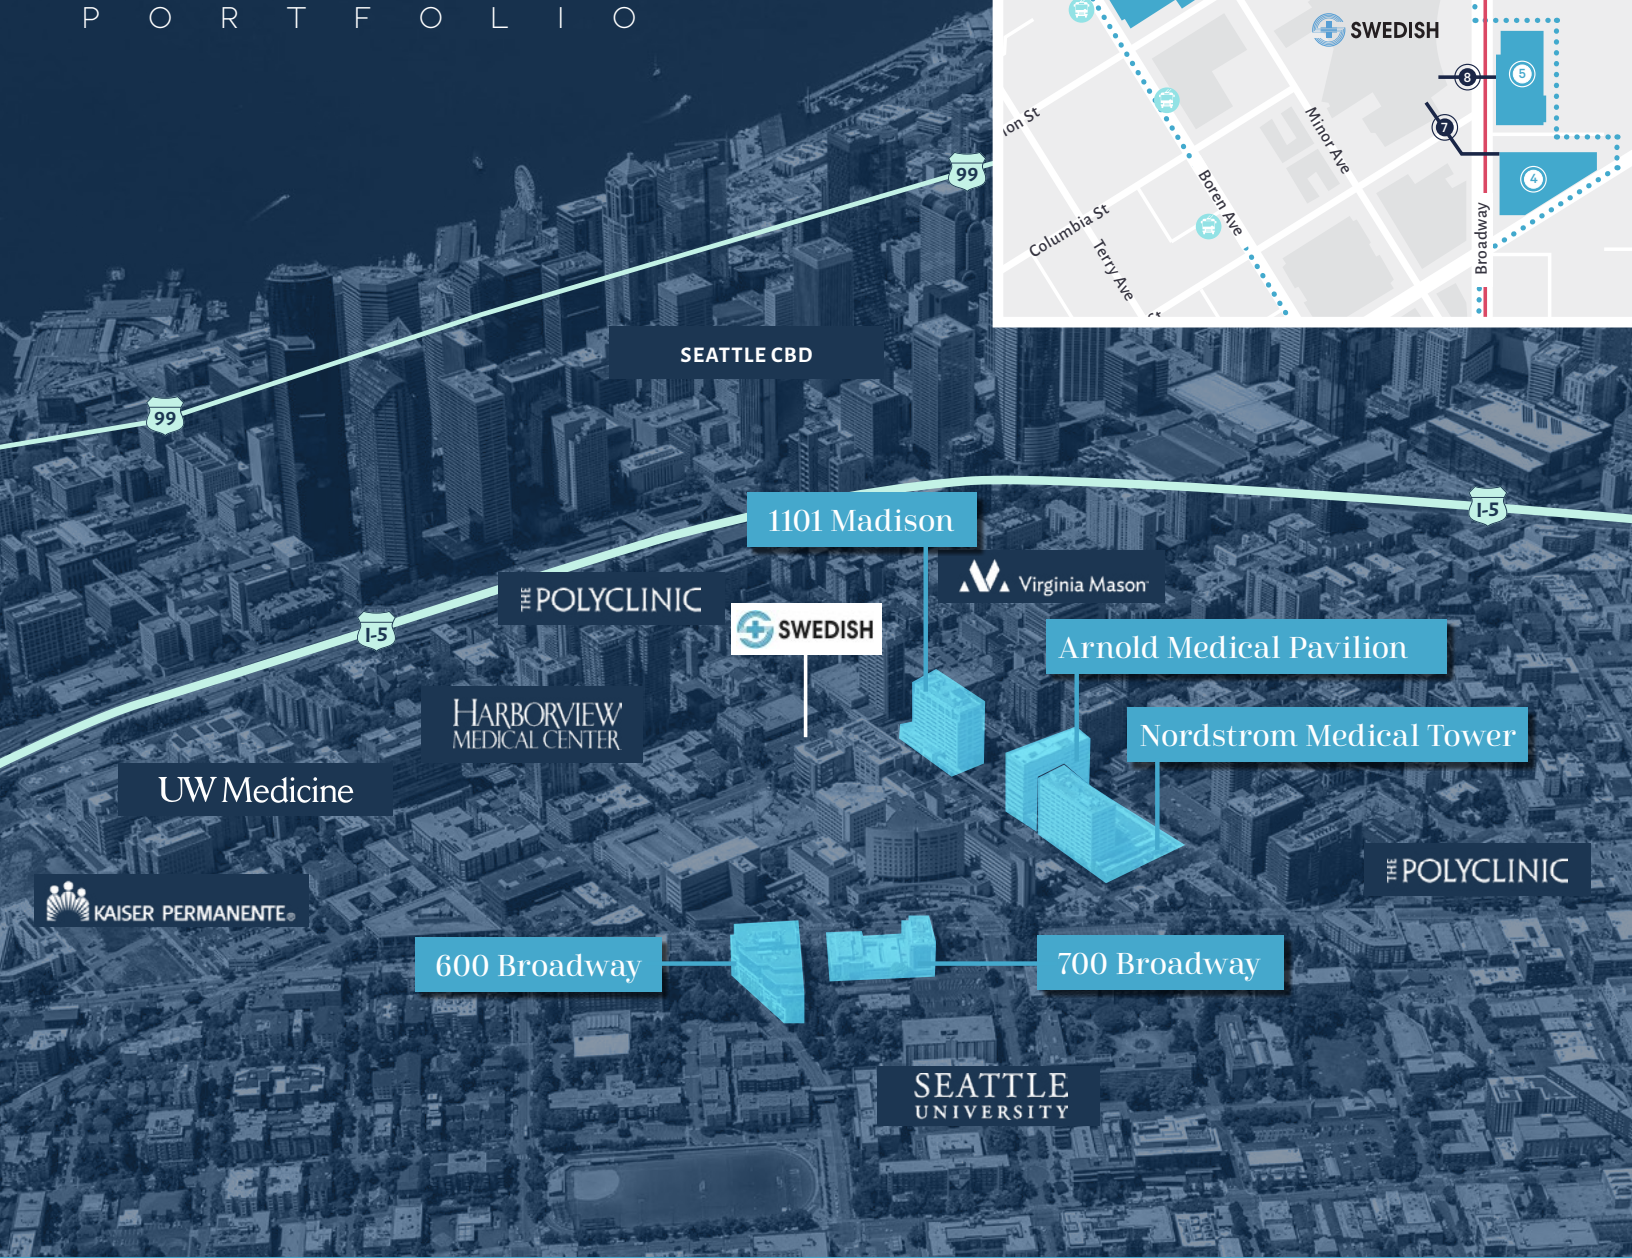 PORTFOLIO
SWEDISH
8
5
7
4
Minor Ave
Boren Ave
Columbia St
Terry Ave
Broadway
St
99
99
SEATTLE CBD
I-5
1101 Madison
Virginia Mason
THE POLYCLINIC
SWEDISH
I-5
Arnold Medical Pavilion
HARBORVIEW
MEDICAL CENTER
Nordstrom Medical Tower
UW Medicine
THE POLYCLINIC
KAISER PERMANENTE®
600 Broadway
700 Broadway
SEATTLE
UNIVERSITY